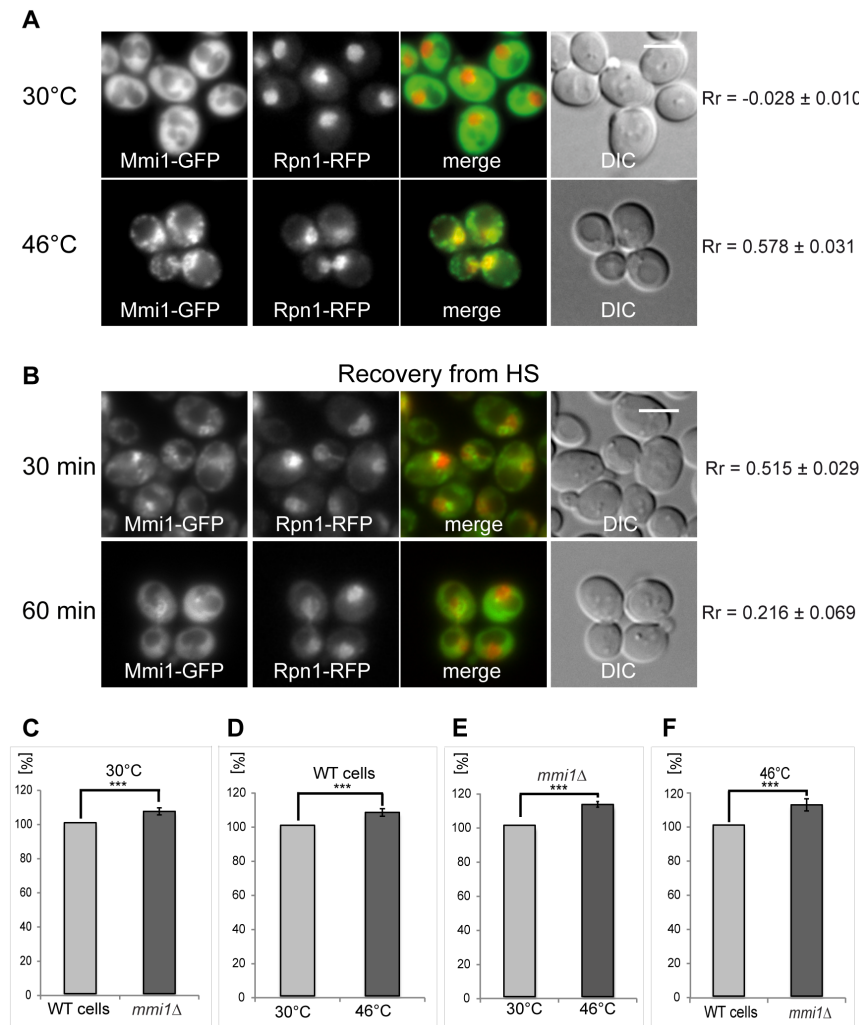 A
30°C
Mmi1-GFP
Rpn1-RFP
merge
DIC
Rr = -0.028 ± 0.010
46°C
Mmi1-GFP
Rpn1-RFP
merge
DIC
Rr = 0.578 ± 0.031
B
Recovery from HS
30 min
Mmi1-GFP
Rpn1-RFP
merge
DIC
Rr = 0.515 ± 0.029
60 min
Mmi1-GFP
Rpn1-RFP
merge
DIC
Rr = 0.216 ± 0.069
C
[%]
30°C
***
120
100
80
60
40
20
0
WT cells
mmi1Δ
D
[%]
WT cells
***
120
100
80
60
40
20
0
30°C
46°C
E
[%]
mmi1Δ
***
120
100
80
60
40
20
0
30°C
46°C
F
[%]
46°C
***
120
100
80
60
40
20
0
WT cells
mmi1Δ